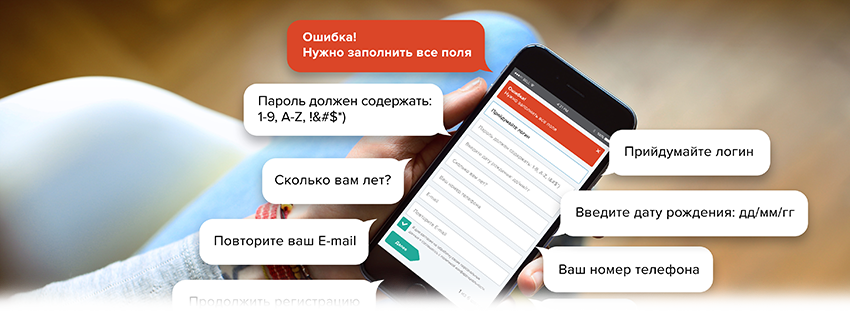 Ошибка!
Нужно заполнить все поля
Пароль должен содержать:
1-9, A-Z, !&#$*)
Сколько вам лет?
Повторите ваш E-mail
Продолжить регистрацию
Прийдумайте логин
Введите дату рождения: дд/мм/гг
Ваш номер телефона
Ошибка!
Нужно заполнить все поля
Придумайте логин
Пароль должен содержать, 1-9, A-Z, !&#$*)
Введите дату рождения: дд/мм/гг
Сколько вам лет?
Ваш номер телефона
E-mail
Повторите E-mail
Далее